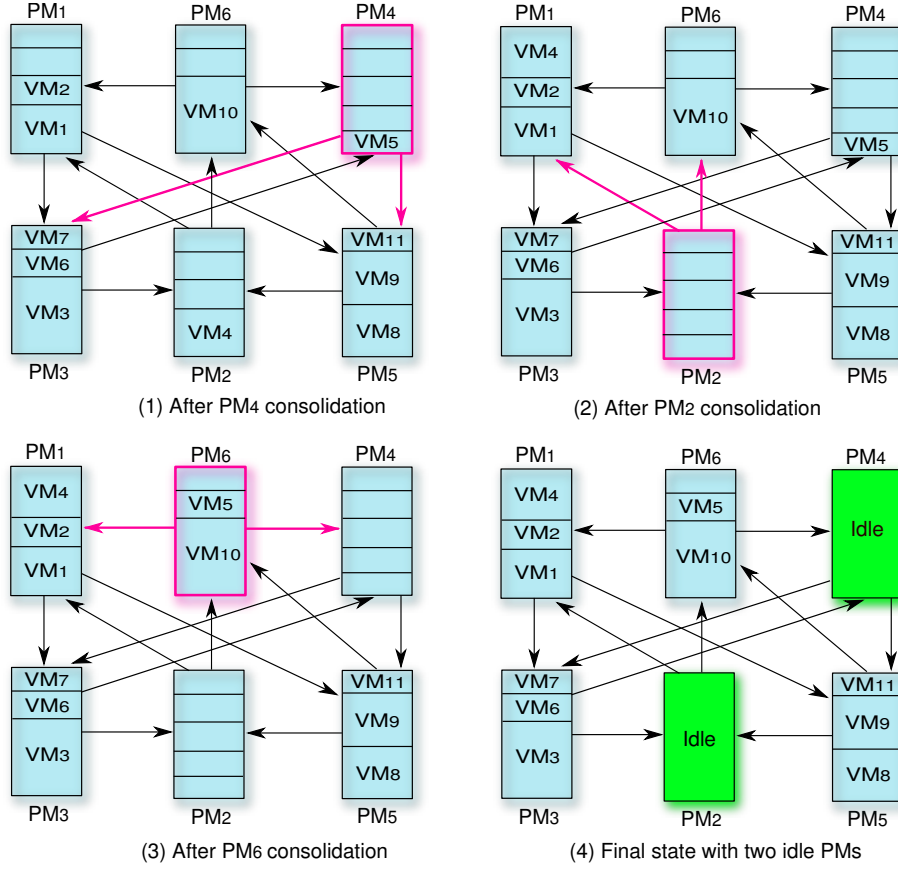 PM1 PM6 PM4
VM2
VM1
VM10
VM5
VM7
VM6
VM3
VM4
VM11
VM9
VM8
PM3 PM2 PM5
(1) After PM4 consolidation
PM1 PM6 PM4
VM4
VM2
VM1
VM10
VM5
VM7
VM6
VM3
VM11
VM9
VM8
PM3 PM2 PM5
(2) After PM2 consolidation
PM1 PM6 PM4
VM4
VM2
VM1
VM5
VM10
VM7
VM6
VM3
VM11
VM9
VM8
PM3 PM2 PM5
(3) After PM6 consolidation
PM1 PM6 PM4
VM4
VM2
VM1
VM5
VM10
Idle
VM7
VM6
VM3
Idle
VM11
VM9
VM8
PM3 PM2 PM5
(4) Final state with two idle PMs